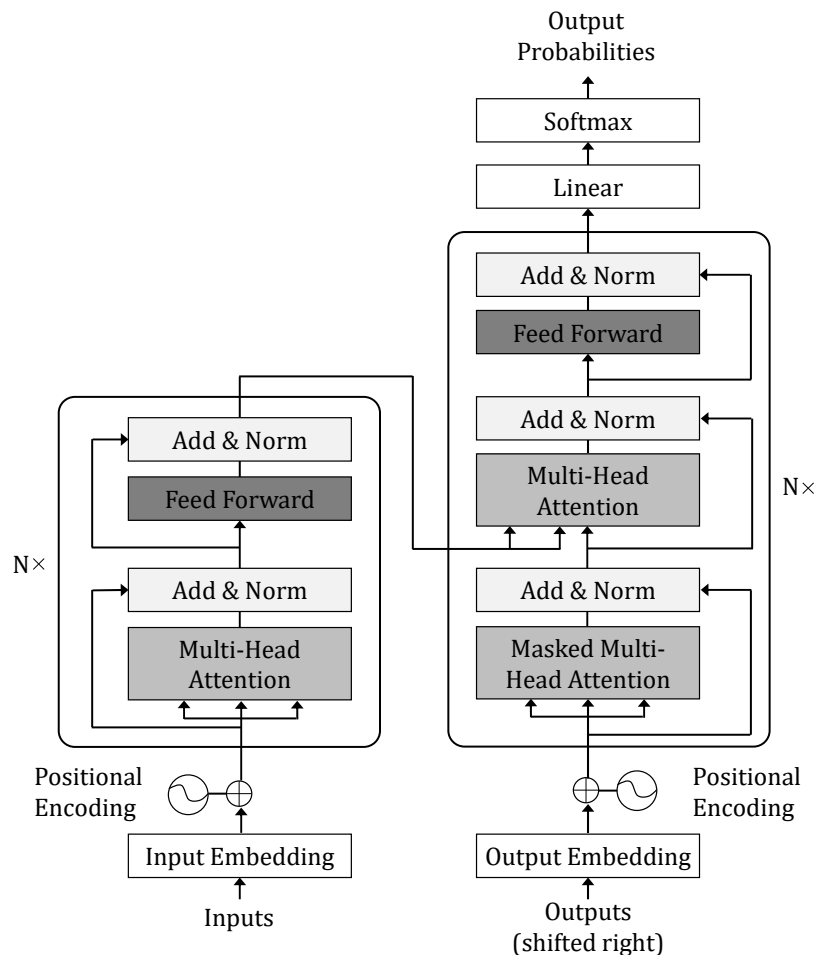 Output
Probabilities
Softmax
Linear
Add & Norm
Feed Forward
Add & Norm
Multi-Head
Attention
N×
Add & Norm
Masked Multi-
Head Attention
Positional
Encoding
Output Embedding
Outputs
(shifted right)
Add & Norm
Feed Forward
N×
Add & Norm
Multi-Head
Attention
Positional
Encoding
Input Embedding
Inputs